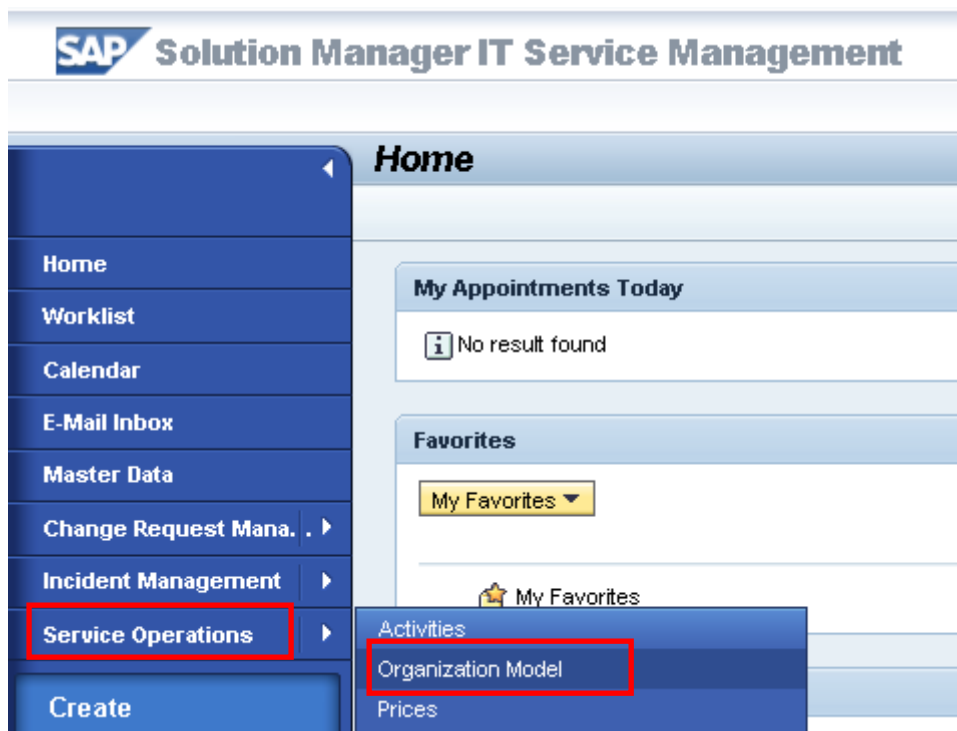 SAP Solution Manager IT Service Management
Home
Home
Worklist
Calendar
E-Mail Inbox
Master Data
Change Request Mana. .
Incident Management
Service Operations
Create
My Appointments Today
No result found
Favorites
My Favorites
My Favorites
Activities
Organization Model
Prices